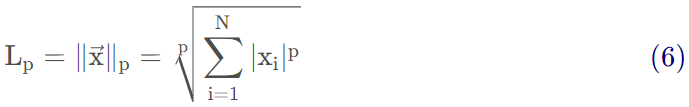 L_p = ‖x⃗‖_p = \sqrt[p]{\sum_{i=1}^{N} |x_i|^p} (6)